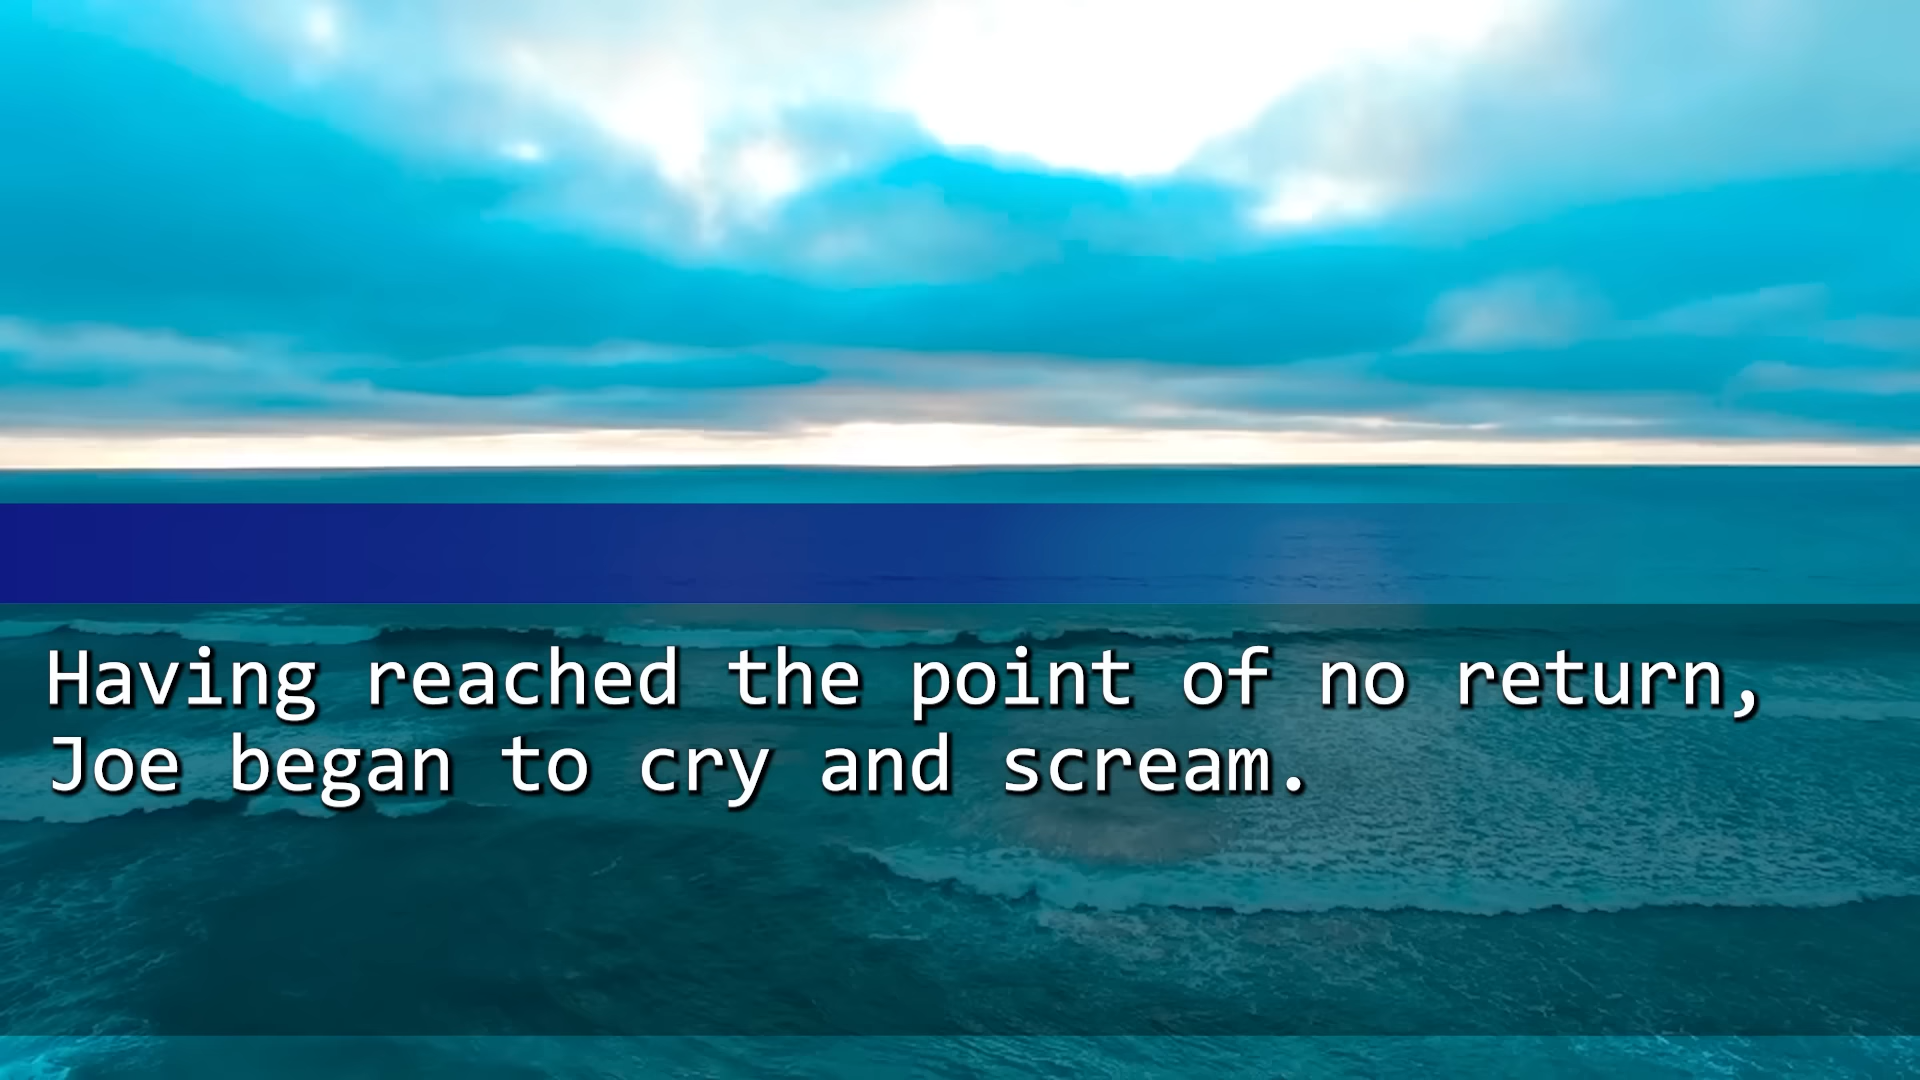 Having reached the point of no return,
Joe began to cry and scream.